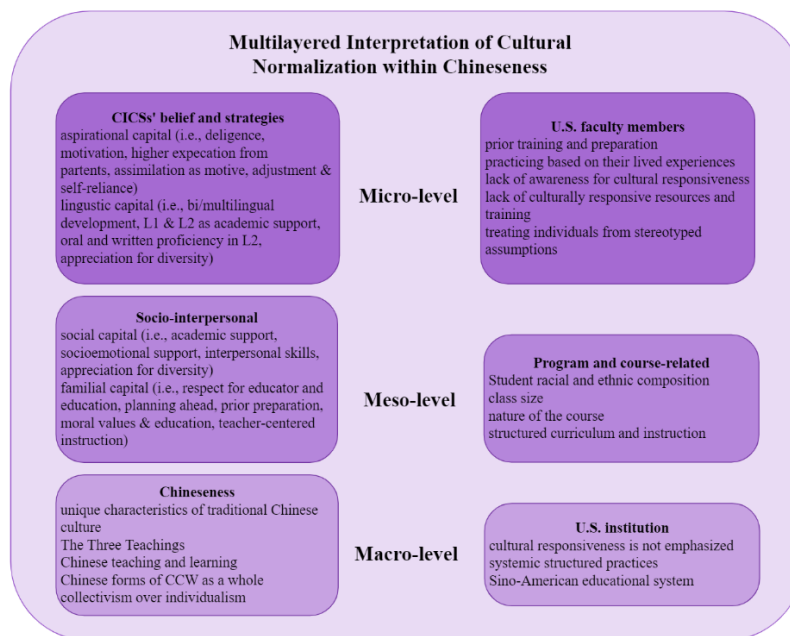 Multilayered Interpretation of Cultural
Normalization within Chineseness
CICSs' belief and strategies
aspirational capital (i.e., deligence,
motivation, higher expecation from
partents, assimilation as motive, adjustment &
self-reliance)
lingustic capital (i.e., bi/multilingual
development, L1 & L2 as academic support,
oral and written proficiency in L2,
appreciation for diversity)
Micro-level
U.S. faculty members
prior training and preparation
practicing based on their lived experiences
lack of awareness for cultural responsiveness
lack of culturally responsive resources and
training
treating individuals from stereotyped
assumptions
Socio-interpersonal
social capital (i.e., academic support,
socioemotional support, interpersonal skills,
appreciation for diversity)
familial capital (i.e., respect for educator and
education, planning ahead, prior preparation,
moral values & education, teacher-centered
instruction)
Meso-level
Program and course-related
Student racial and ethnic composition
class size
nature of the course
structured curriculum and instruction
Chineseness
unique characteristics of traditional Chinese
culture
The Three Teachings
Chinese teaching and learning
Chinese forms of CCW as a whole
collectivism over individualism
Macro-level
U.S. institution
cultural responsiveness is not emphasized
systemic structured practices
Sino-American educational system